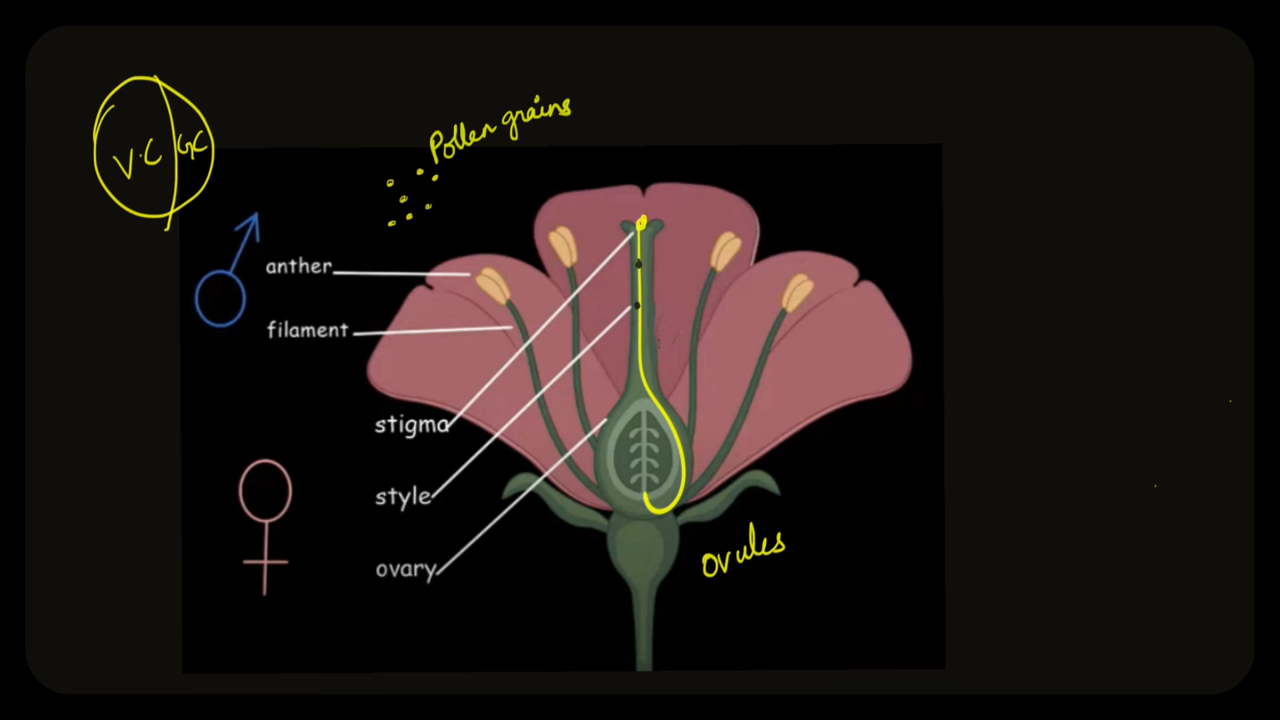 Pollen grains
V.C GC
anther
filament
stigma
style
ovary
ovules